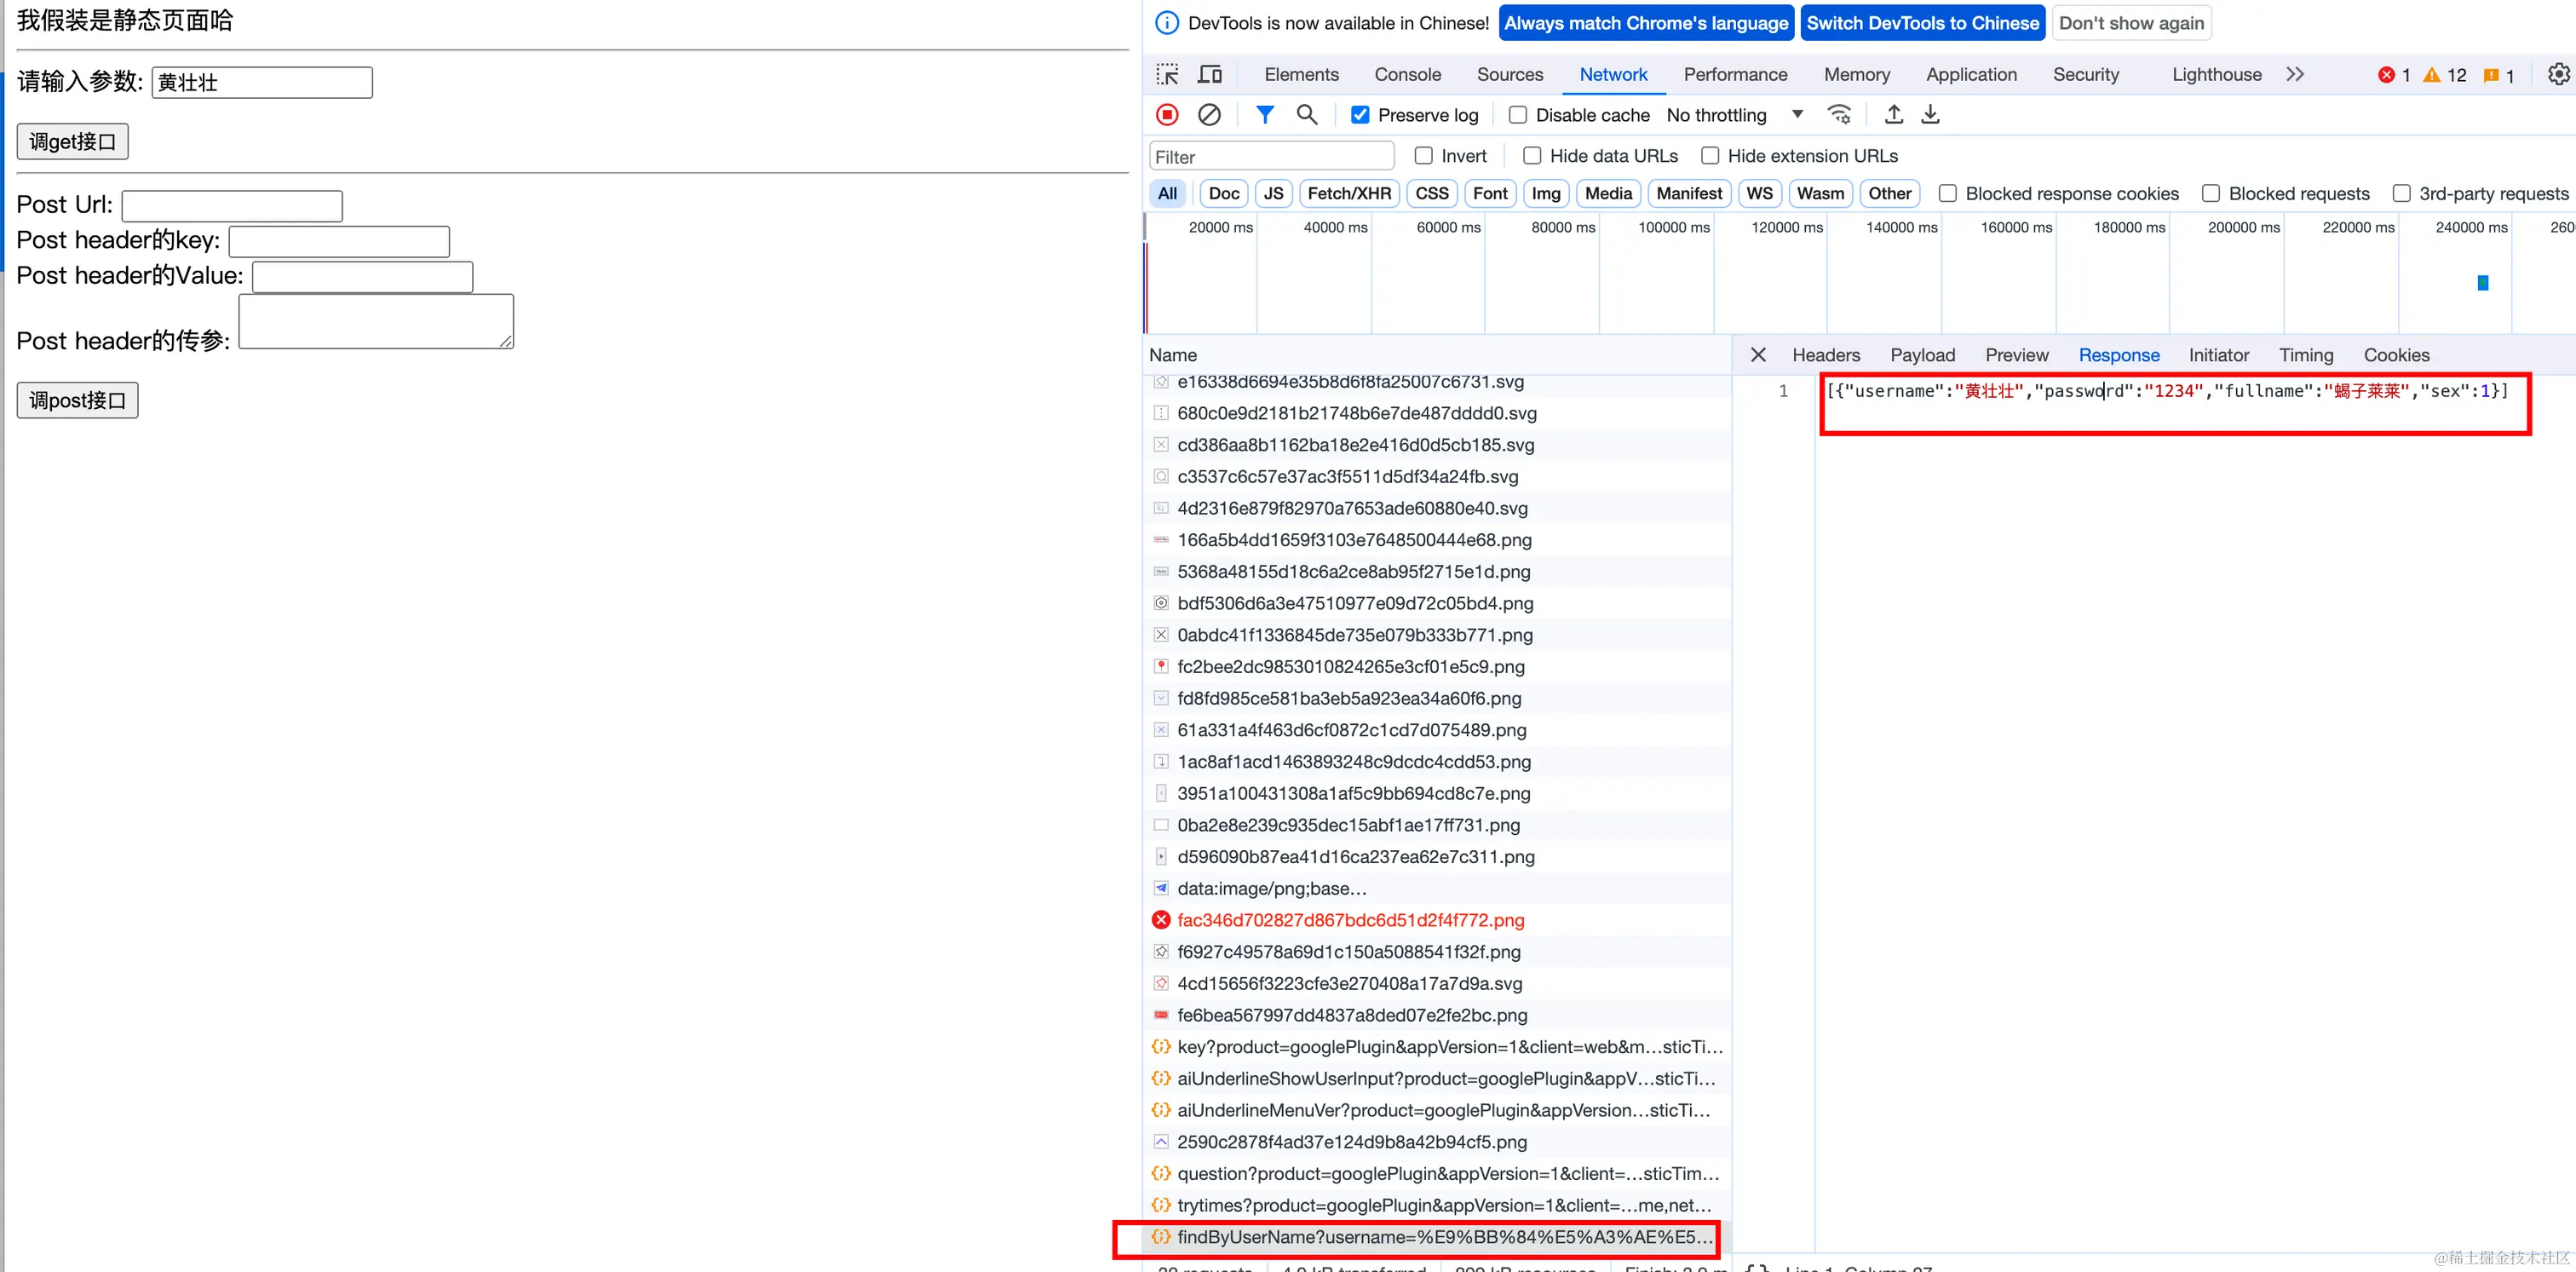 我假装是静态页面哈
请输入参数: 黄壮壮
调get接口
Post Url:
Post header的key:
Post header的Value:
Post header的传参:
调post接口
DevTools is now available in Chinese! Always match Chrome's language Switch DevTools to Chinese Don't show again
Elements Console Sources Network Performance Memory Application Security Lighthouse 1 12 1
Preserve log Disable cache No throttling
Filter Invert Hide data URLs Hide extension URLs
All Doc JS Fetch/XHR CSS Font Img Media Manifest WS Wasm Other Blocked response cookies Blocked requests 3rd-party requests
20000 ms 40000 ms 60000 ms 80000 ms 100000 ms 120000 ms 140000 ms 160000 ms 180000 ms 200000 ms 220000 ms 240000 ms 260
Name
e16338d6694e35b8d6f8fa25007c6731.svg
680c0e9d2181b21748b6e7de487dddd0.svg
cd386aa8b1162ba18e2e416d0d5cb185.svg
c3537c6c57e37ac3f5511d5df34a24fb.svg
4d2316e879f82970a7653ade60880e40.svg
166a5b4dd1659f3103e7648500444e68.png
5368a48155d18c6a2ce8ab95f2715e1d.png
bdf5306d6a3e47510977e09d72c05bd4.png
0abdc41f1336845de735e079b333b771.png
fc2bee2dc9853010824265e3cf01e5c9.png
fd8fd985ce581ba3eb5a923ea34a60f6.png
61a331a4f463d6cf0872c1cd7d075489.png
1ac8af1acd1463893248c9dcdc4cdd53.png
3951a100431308a1af5c9bb694cd8c7e.png
0ba2e8e239c935dec15abf1ae17ff731.png
d596090b87ea41d16ca237ea62e7c311.png
data:image/png;base…
fac346d702827d867bdc6d51d2f4f772.png
f6927c49578a69d1c150a5088541f32f.png
4cd15656f3223cfe3e270408a17a7d9a.svg
fe6bea567997dd4837a8ded07e2fe2bc.png
key?product=googlePlugin&appVersion=1&client=web&m…sticTi…
aiUnderlineShowUserInput?product=googlePlugin&appV…sticTi…
aiUnderlineMenuVer?product=googlePlugin&appVersion…sticTi…
2590c2878f4ad37e124d9b8a42b94cf5.png
question?product=googlePlugin&appVersion=1&client=…sticTim…
trytimes?product=googlePlugin&appVersion=1&client=…me,net…
findByUserName?username=%E9%BB%84%E5%A3%AE%E5…
Headers Payload Preview Response Initiator Timing Cookies
1 [{"username":"黄壮壮","password":"1234","fullname":"蝎子莱莱","sex":1}]
@稀土掘金技术社区